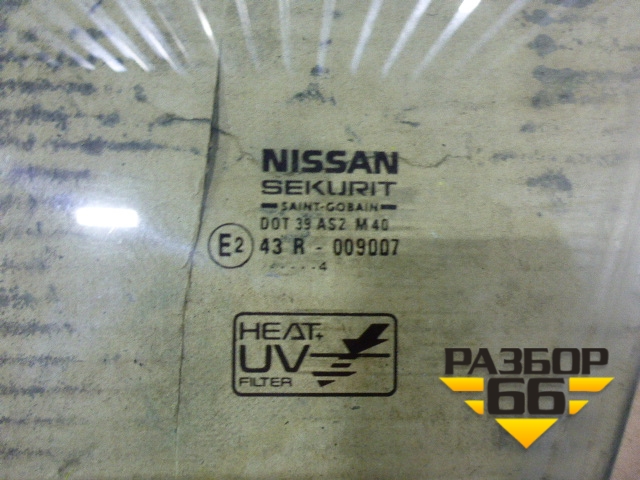 NISSAN
SEKURIT
SAINT-GOBAIN
DOT 39 AS2 M40
E2 43 R - 009007
.....4
HEAT+
UV
FILTER
РАЗБОР
66